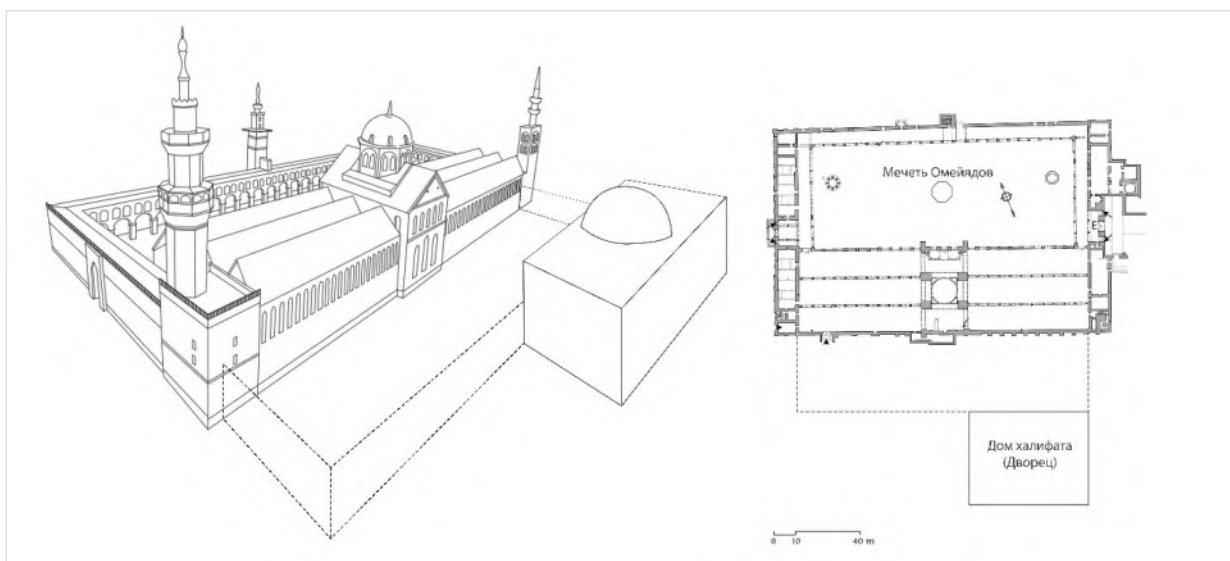 Мечеть Омейядов
E
Дом халифата
(Дворец)
0 10 40 m